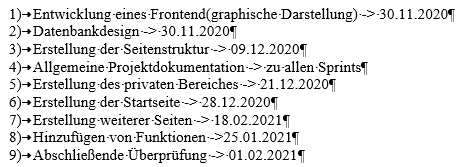 1)→Entwicklung·eines·Frontend(graphische·Darstellung)·->·30.11.2020¶
2)→Datenbankdesign·->·30.11.2020¶
3)→Erstellung·der·Seitenstruktur·->·09.12.2020¶
4)→Allgemeine·Projektdokumentation·->·zu·allen·Sprints¶
5)→Erstellung·des·privaten·Bereiches·->·21.12.2020¶
6)→Erstellung·der·Startseite·->·28.12.2020¶
7)→Erstellung·weiterer·Seiten·->·18.02.2021¶
8)→Hinzufügen·von·Funktionen·->25.01.2021¶
9)→Abschließende·Überprüfung·->·01.02.2021¶